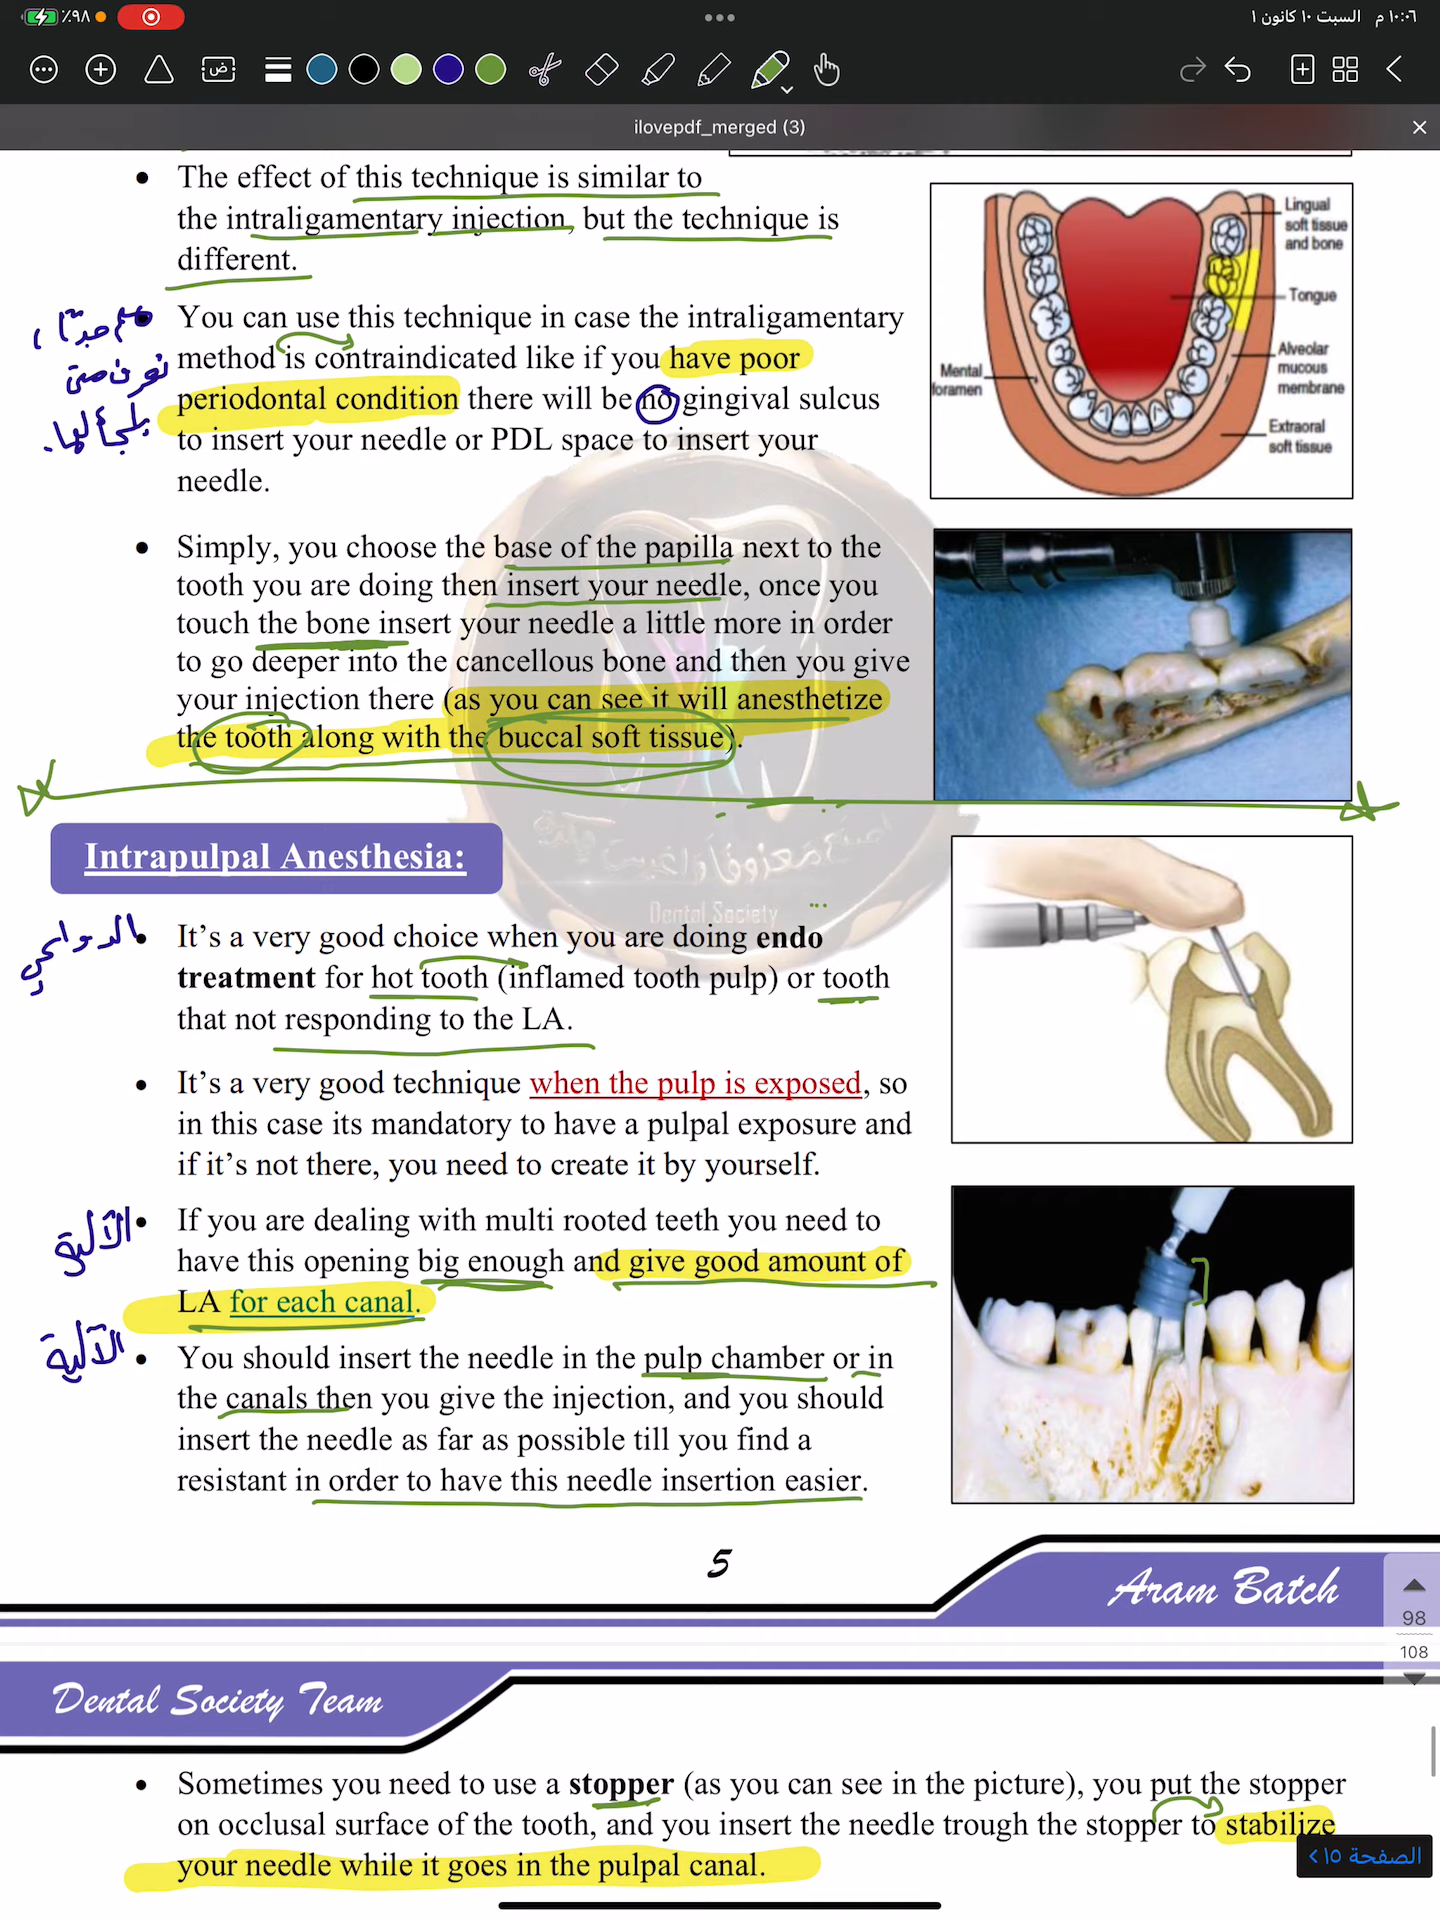 ٪٩٨
١٠:٠٦ م السبت ١٠ كانون ١
ض
ilovepdf_merged (3)
The effect of this technique is similar to
the intraligamentary injection, but the technique is
different.
Lingual
soft tissue
and bone
Tongue
Alveolar
mucous
membrane
Mental
foramen
Extraoral
soft tissue
You can use this technique in case the intraligamentary
method is contraindicated like if you have poor
periodontal condition there will be no gingival sulcus
to insert your needle or PDL space to insert your
needle.
Simply, you choose the base of the papilla next to the
tooth you are doing then insert your needle, once you
touch the bone insert your needle a little more in order
to go deeper into the cancellous bone and then you give
your injection there (as you can see it will anesthetize
the tooth along with the buccal soft tissue).
Dental Society
Intrapulpal Anesthesia:
الدواعي
It’s a very good choice when you are doing endo
treatment for hot tooth (inflamed tooth pulp) or tooth
that not responding to the LA.
It’s a very good technique when the pulp is exposed, so
in this case its mandatory to have a pulpal exposure and
if it’s not there, you need to create it by yourself.
الآلية
If you are dealing with multi rooted teeth you need to
have this opening big enough and give good amount of
LA for each canal.
الآلية
You should insert the needle in the pulp chamber or in
the canals then you give the injection, and you should
insert the needle as far as possible till you find a
resistant in order to have this needle insertion easier.
5
Aram Batch
98
108
Dental Society Team
Sometimes you need to use a stopper (as you can see in the picture), you put the stopper
on occlusal surface of the tooth, and you insert the needle trough the stopper to stabilize
your needle while it goes in the pulpal canal.
الصفحة ١٥